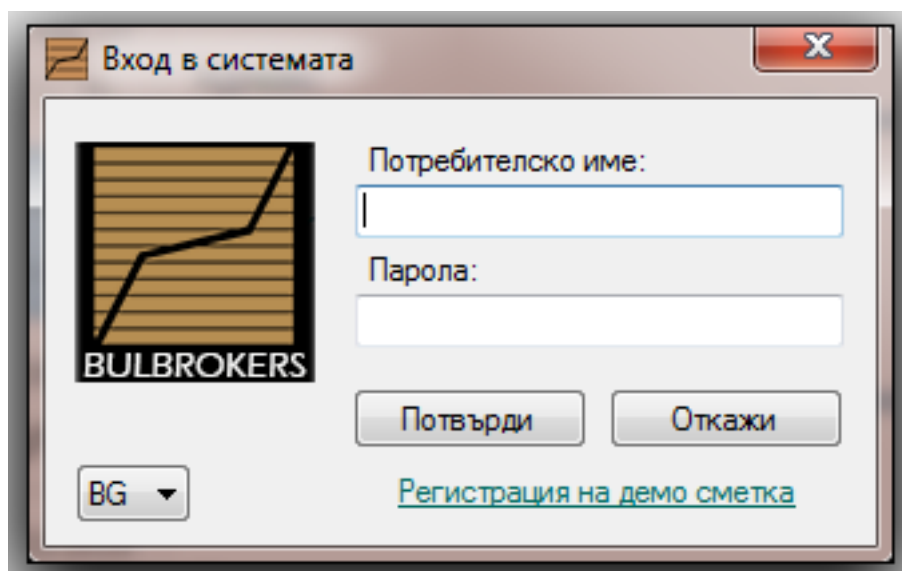 Вход в системата
Потребителско име:
Парола:
BULBROKERS
Потвърди Откажи
BG
Регистрация на демо сметка